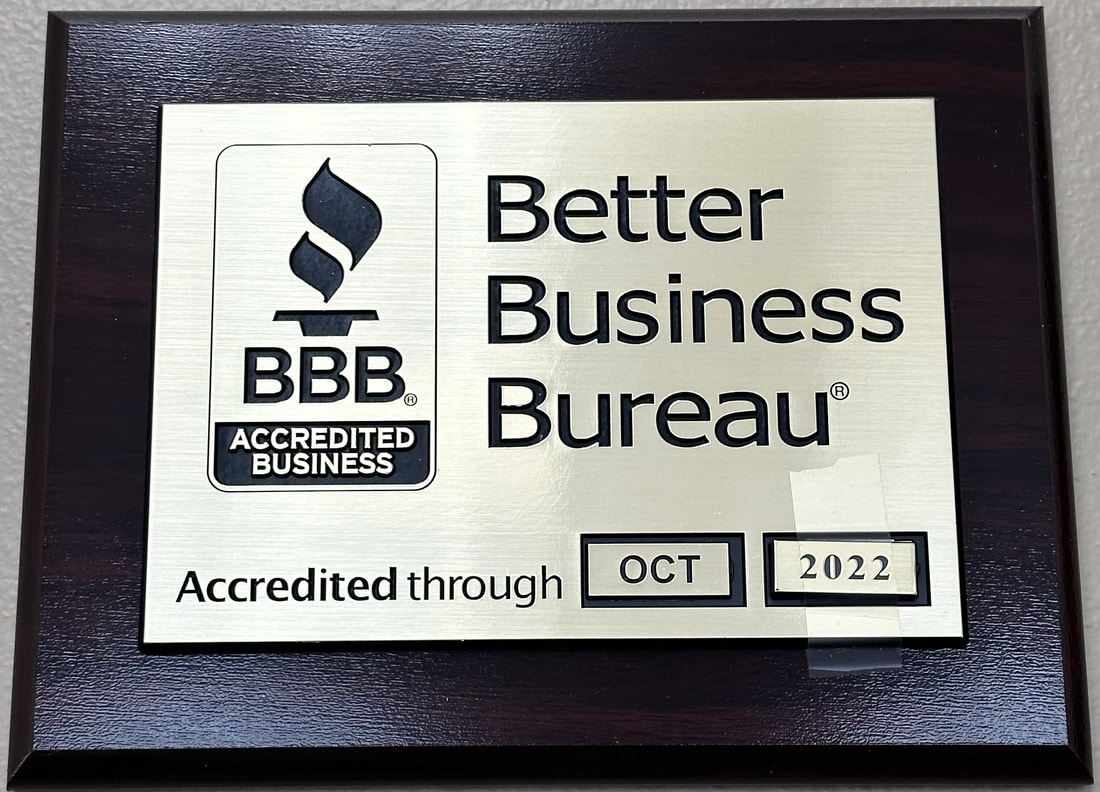 BBB®
ACCREDITED
BUSINESS
Better
Business
Bureau®
Accredited through OCT 2022